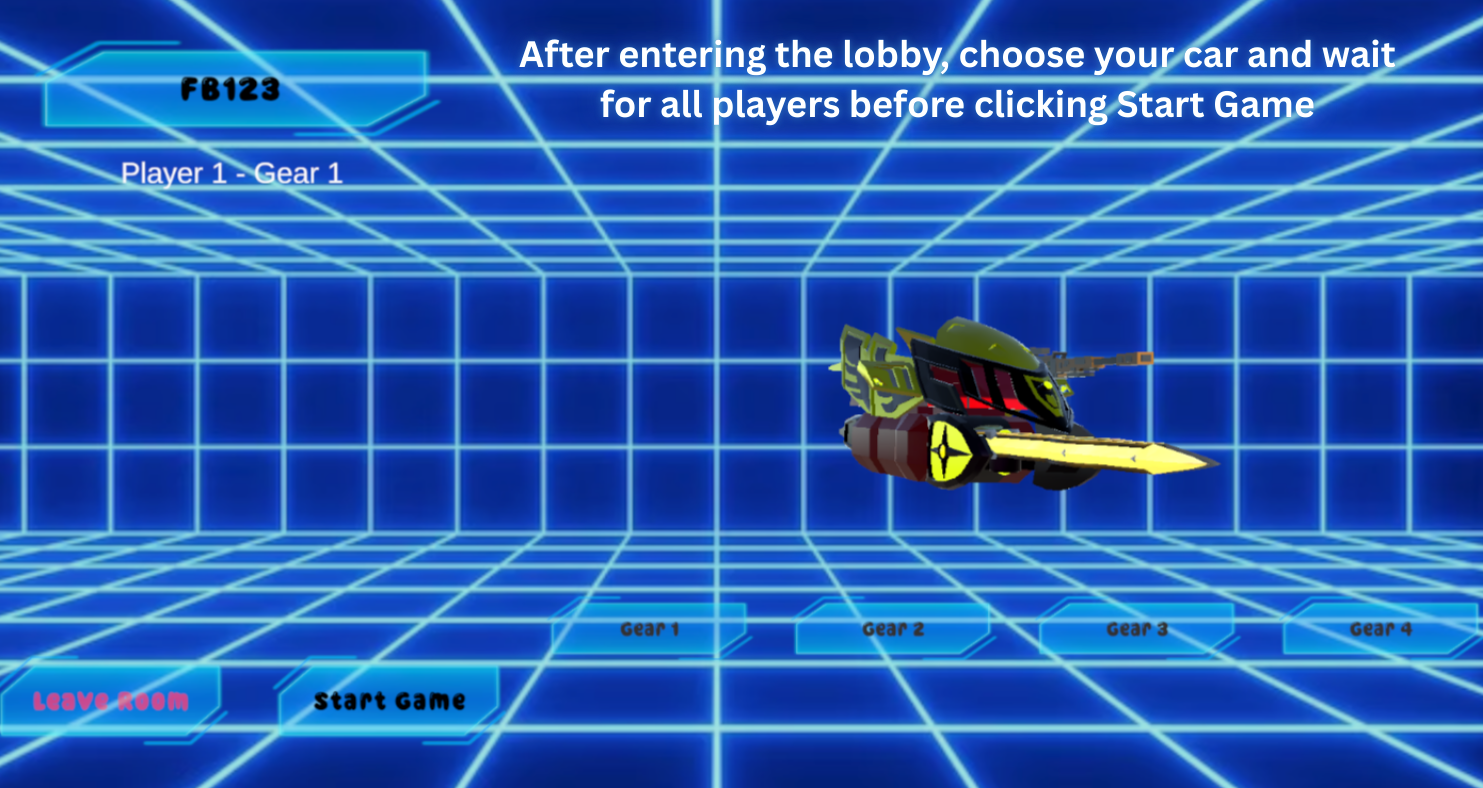 FB123
After entering the lobby, choose your car and wait
for all players before clicking Start Game
Player 1 - Gear 1
Gear 1
Gear 2
Gear 3
Gear 4
Leave Room
Start Game